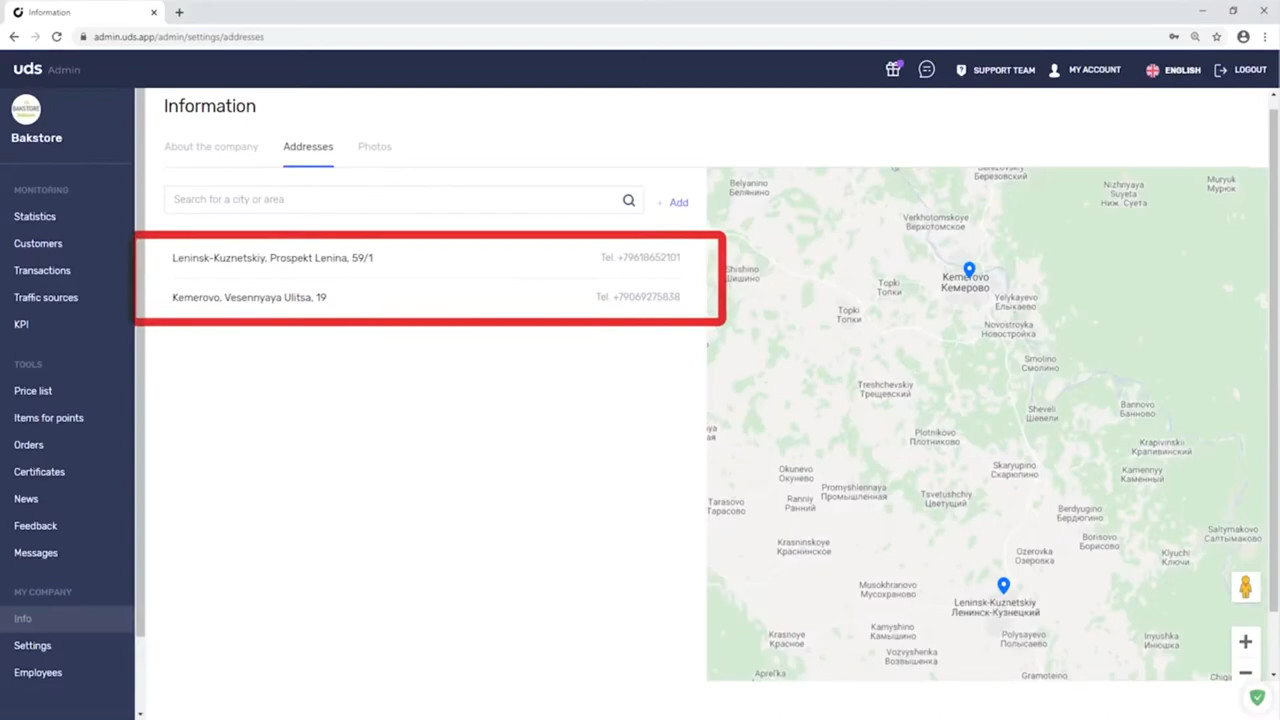 Information
admin.uds.app/admin/settings/addresses
uds Admin
SUPPORT TEAM
MY ACCOUNT
ENGLISH
LOGOUT
BAKSTORE
Bakstore
MONITORING
Statistics
Customers
Transactions
Traffic sources
KPI
TOOLS
Price list
Items for points
Orders
Certificates
News
Feedback
Messages
MY COMPANY
Info
Settings
Employees
Information
About the company
Addresses
Photos
Search for a city or area
+ Add
Leninsk-Kuznetskiy, Prospekt Lenina, 59/1
Tel. +79618652101
Kemerovo, Vesennyaya Ulitsa, 19
Tel. +79069275838
Березовский
Belyanino
Белянино
Nizhnyaya
Suyeta
Ниж. Суета
Muryuk
Мурюк
Verkhotomskoye
Верхотомское
Shishino
Шишино
Kemerovo
Кемерово
Topki
Топки
Topki
Топки
Yelykayevo
Елыкаево
Novostroyka
Новостройка
Smolino
Смолино
Treshchevskiy
Трещевский
Sheveli
Шевели
Bannovo
Банново
Plotnikovo
Плотниково
Krapivinskii
Крапивинский
Okunevo
Окунево
Skaryupino
Скарюпино
Kamennyy
Каменный
Promyshlennaya
Промышленная
Ranniy
Ранний
Tsvetushchiy
Цветущий
Tarasovo
Тарасово
Berdyugino
Бердюгино
Saltymakovo
Салтымаково
Krasninskoye
Краснинское
Borisovo
Борисово
Ozerovka
Озеровка
Klyuchi
Ключи
Musokhranovo
Мусохраново
Leninsk-Kuznetskiy
Ленинск-Кузнецкий
Krasnoye
Красное
Kamyshino
Камышино
Polysayevo
Полысаево
Inyushka
Инюшка
Vozvyshenka
Возвышенка
Aprel'ka
Gramoteino